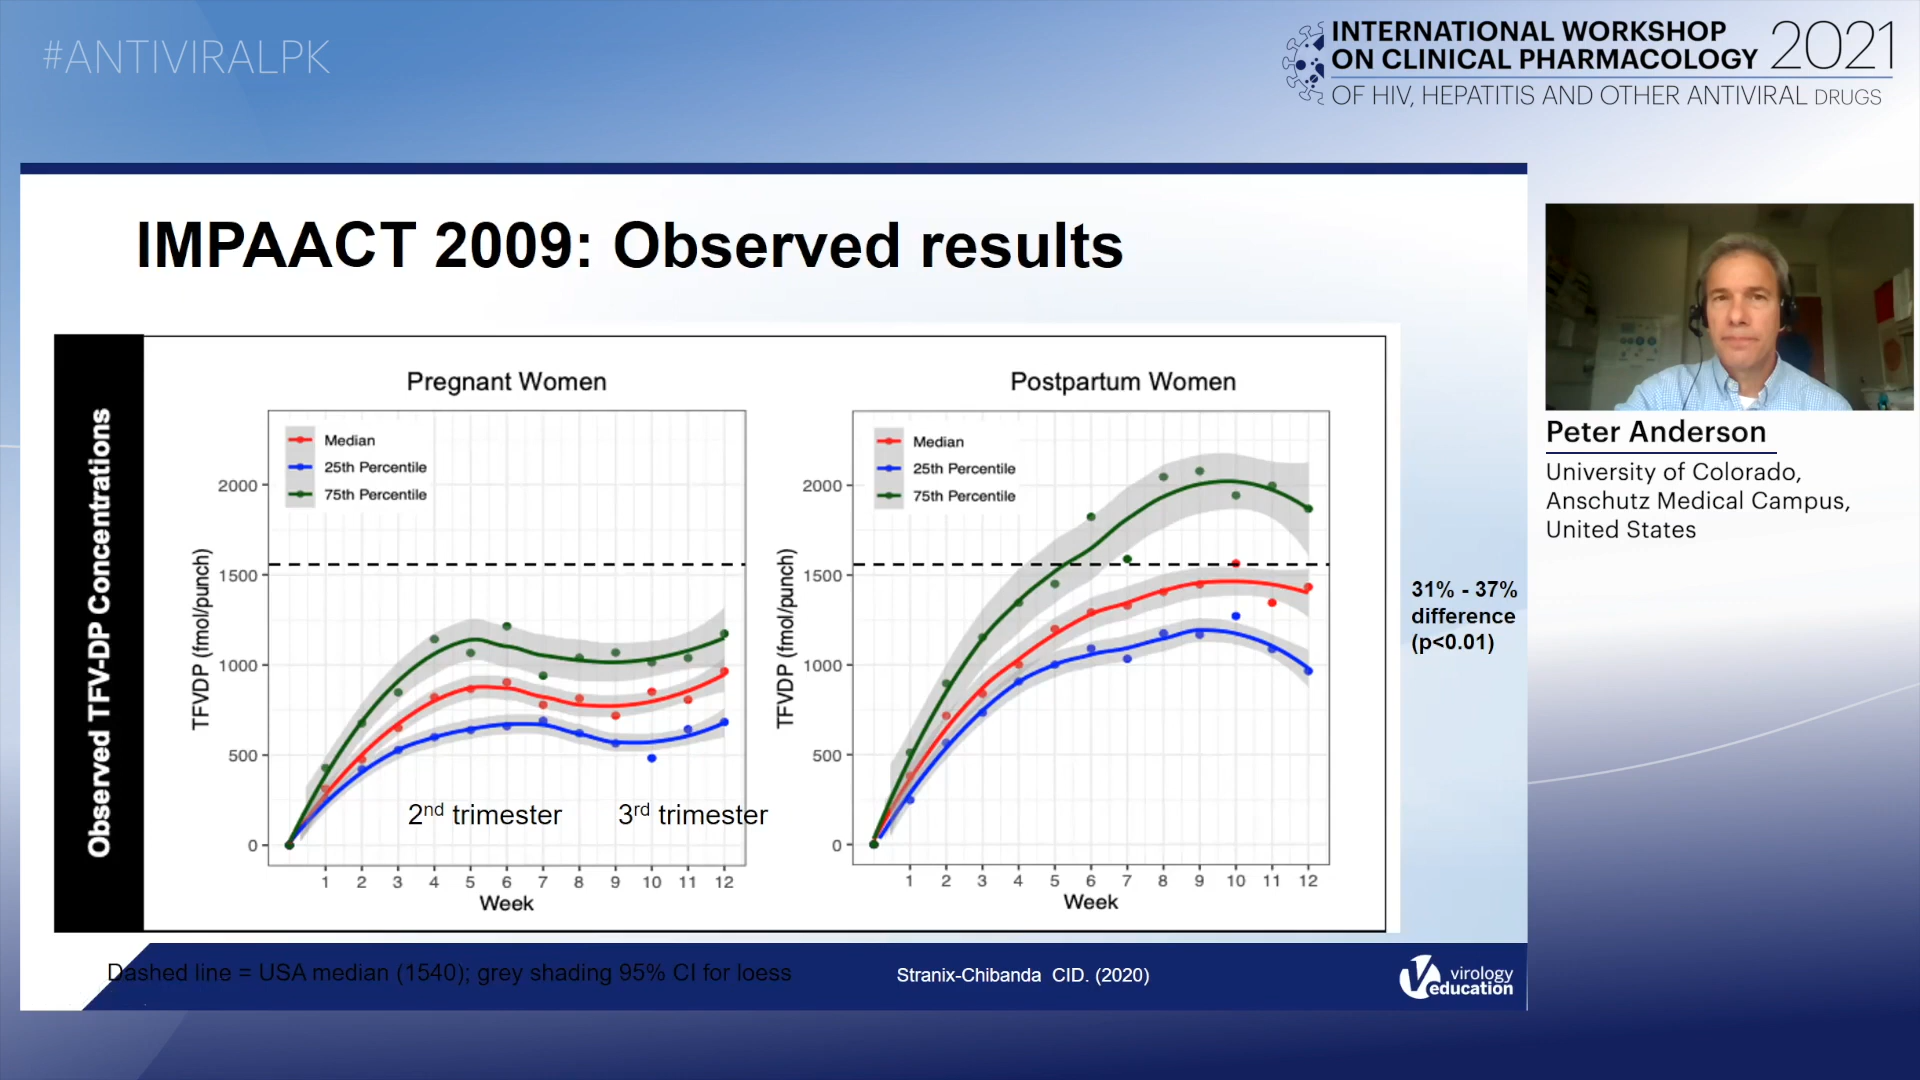 #ANTIVIRALPK
INTERNATIONAL WORKSHOP
ON CLINICAL PHARMACOLOGY 2021
OF HIV, HEPATITIS AND OTHER ANTIVIRAL DRUGS
IMPAACT 2009: Observed results
Observed TFV-DP Concentrations
Pregnant Women
Median
25th Percentile
75th Percentile
TFVDP (fmol/punch)
2000
1500
1000
500
0
2nd trimester
3rd trimester
1 2 3 4 5 6 7 8 9 10 11 12
Week
Postpartum Women
Median
25th Percentile
75th Percentile
TFVDP (fmol/punch)
2000
1500
1000
500
0
1 2 3 4 5 6 7 8 9 10 11 12
Week
31% - 37%
difference
(p<0.01)
Peter Anderson
University of Colorado,
Anschutz Medical Campus,
United States
Dashed line = USA median (1540); grey shading 95% CI for loess
Stranix-Chibanda CID. (2020)
virology
education